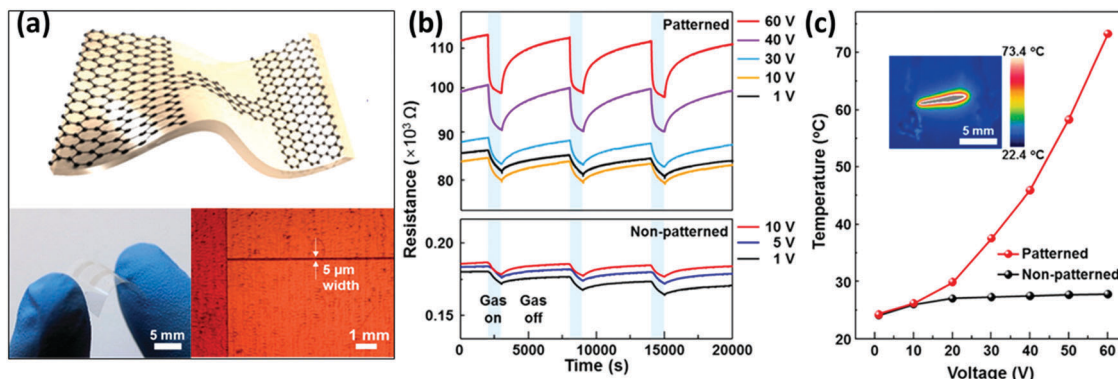 (a)
5 mm
5 μm
width
1 mm
(b)
Resistance (×10³ Ω)
110
100
90
80
Patterned
60 V
40 V
30 V
10 V
1 V
0.20
0.15
Non-patterned
10 V
5 V
1 V
Gas
on
Gas
off
0
5000
10000
15000
20000
Time (s)
(c)
Temperature (ºC)
70
60
50
40
30
20
73.4 ºC
5 mm
22.4 ºC
Patterned
Non-patterned
0
10
20
30
40
50
60
Voltage (V)